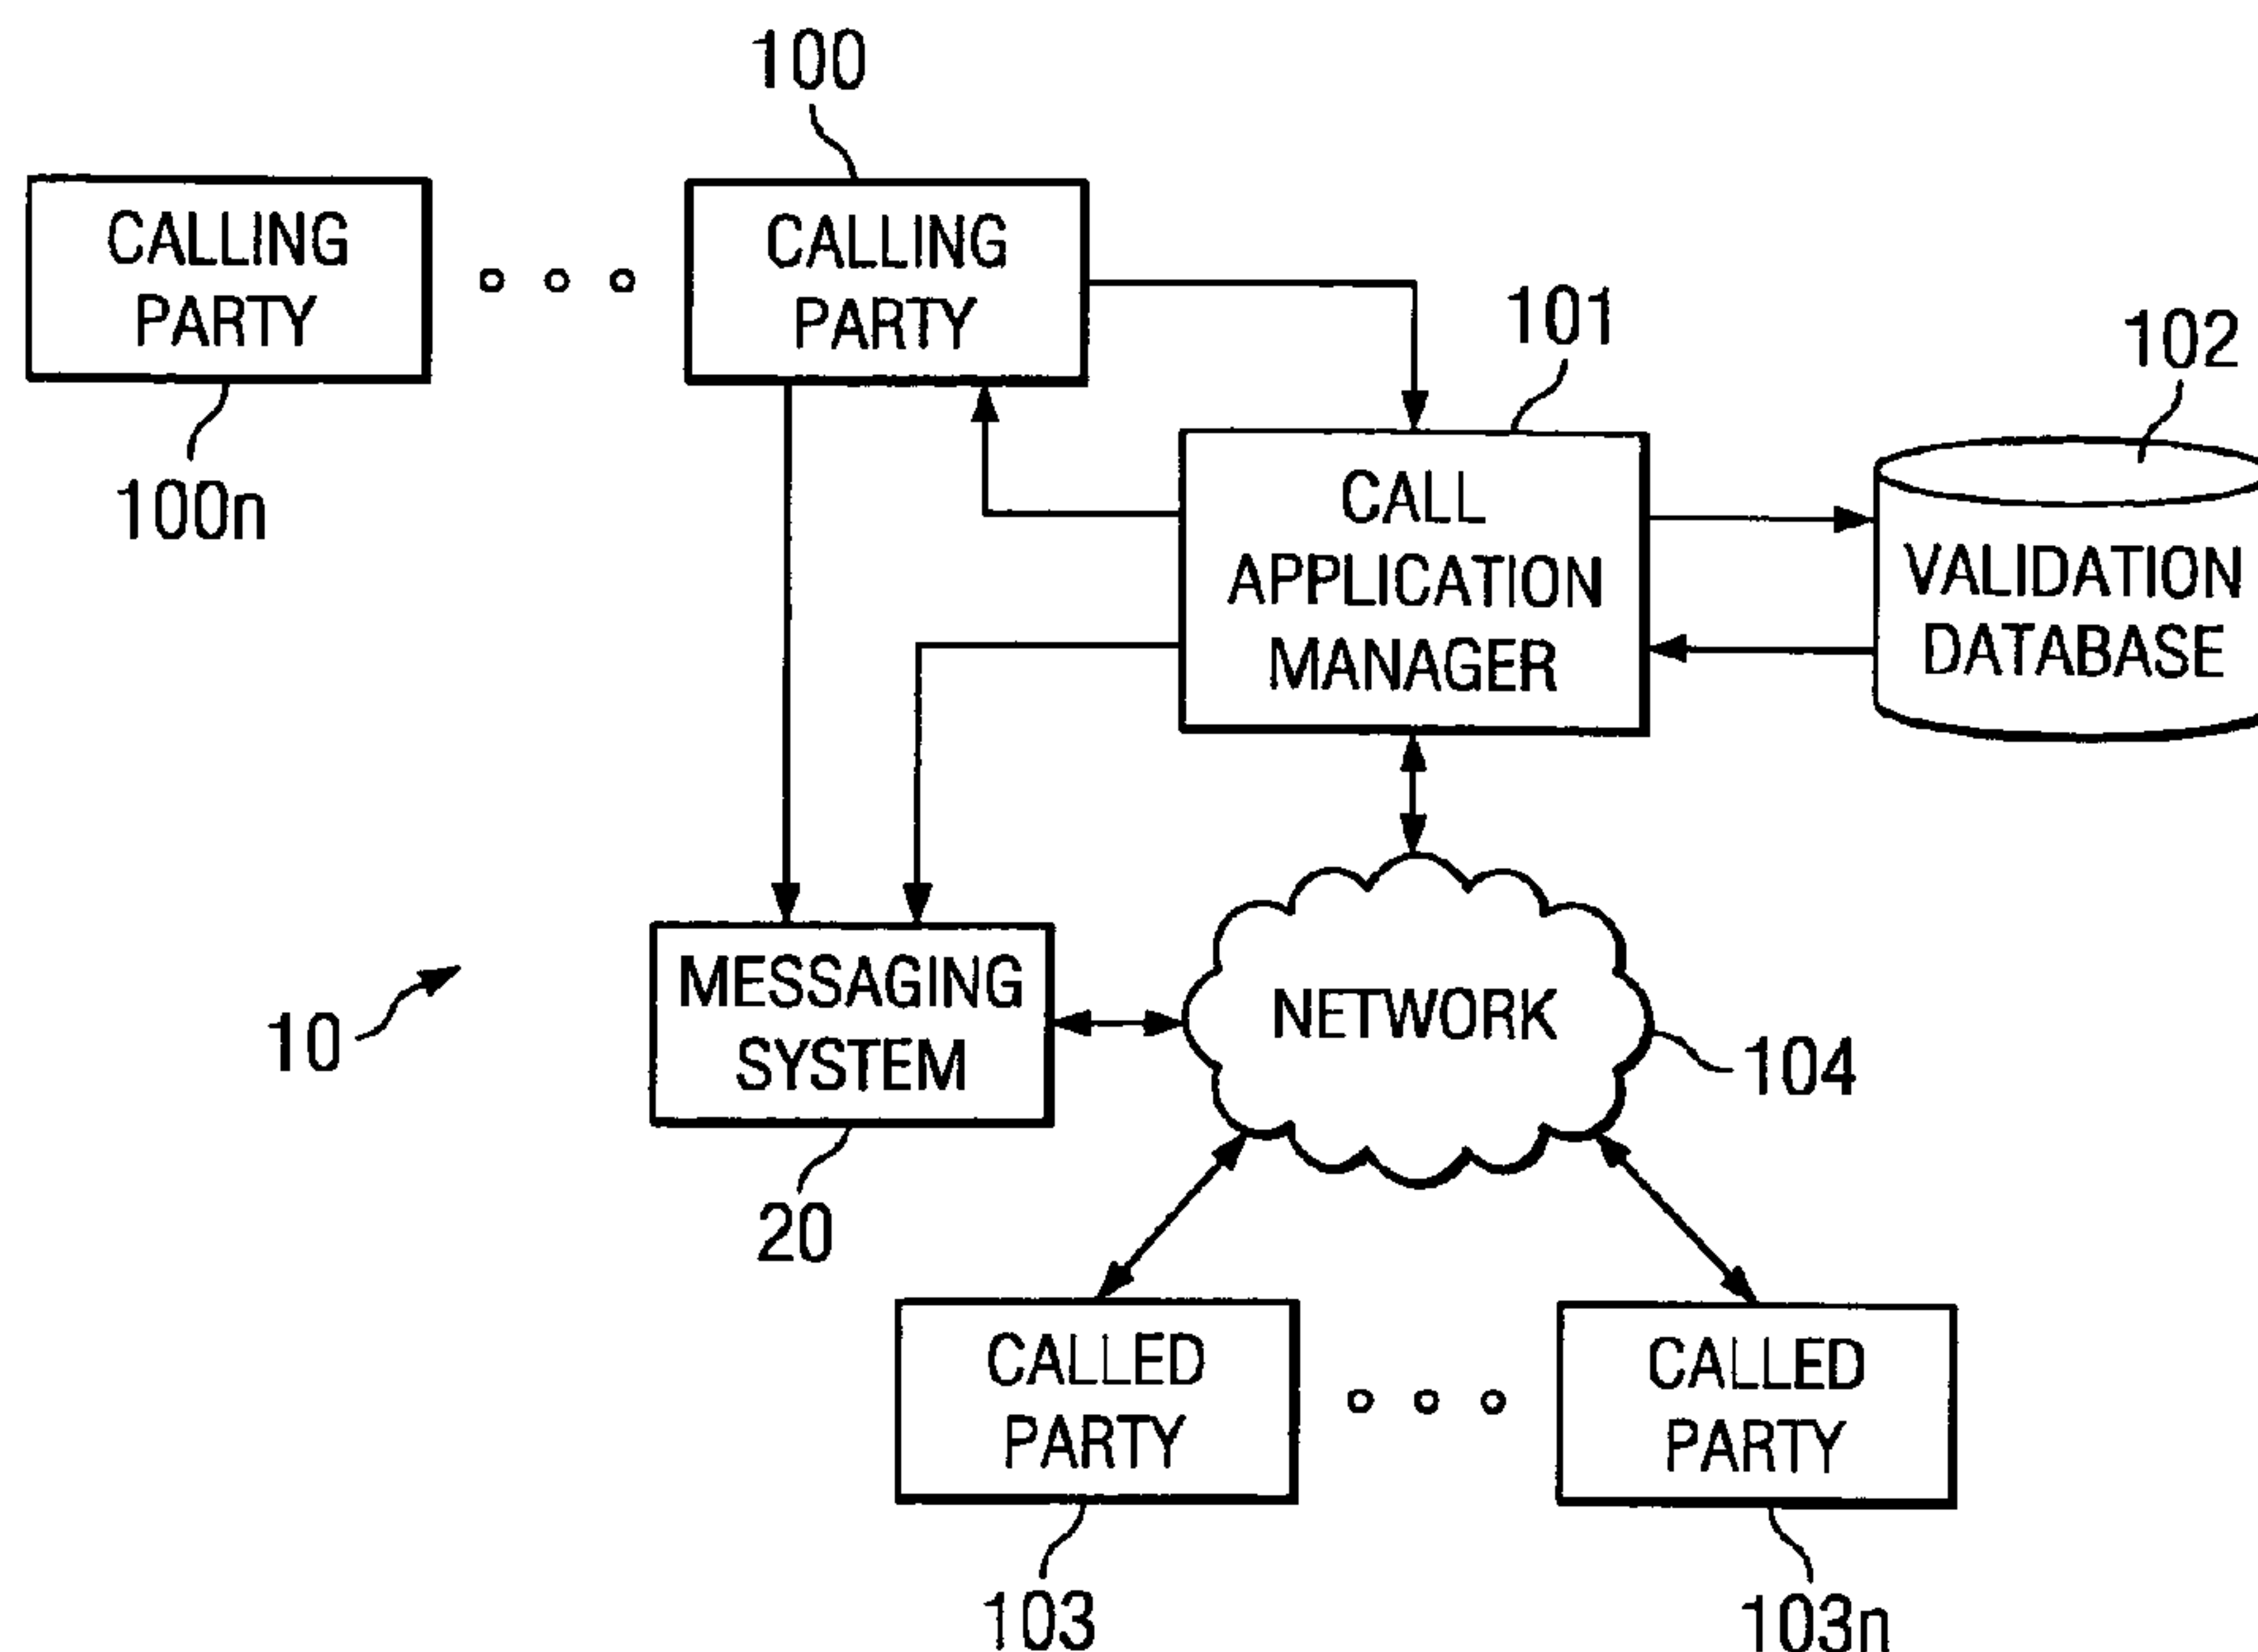 100
CALLING
PARTY
CALLING
PARTY
101
102
100n
CALL
APPLICATION
MANAGER
VALIDATION
DATABASE
MESSAGING
SYSTEM
NETWORK
10
104
20
CALLED
PARTY
CALLED
PARTY
103
103n